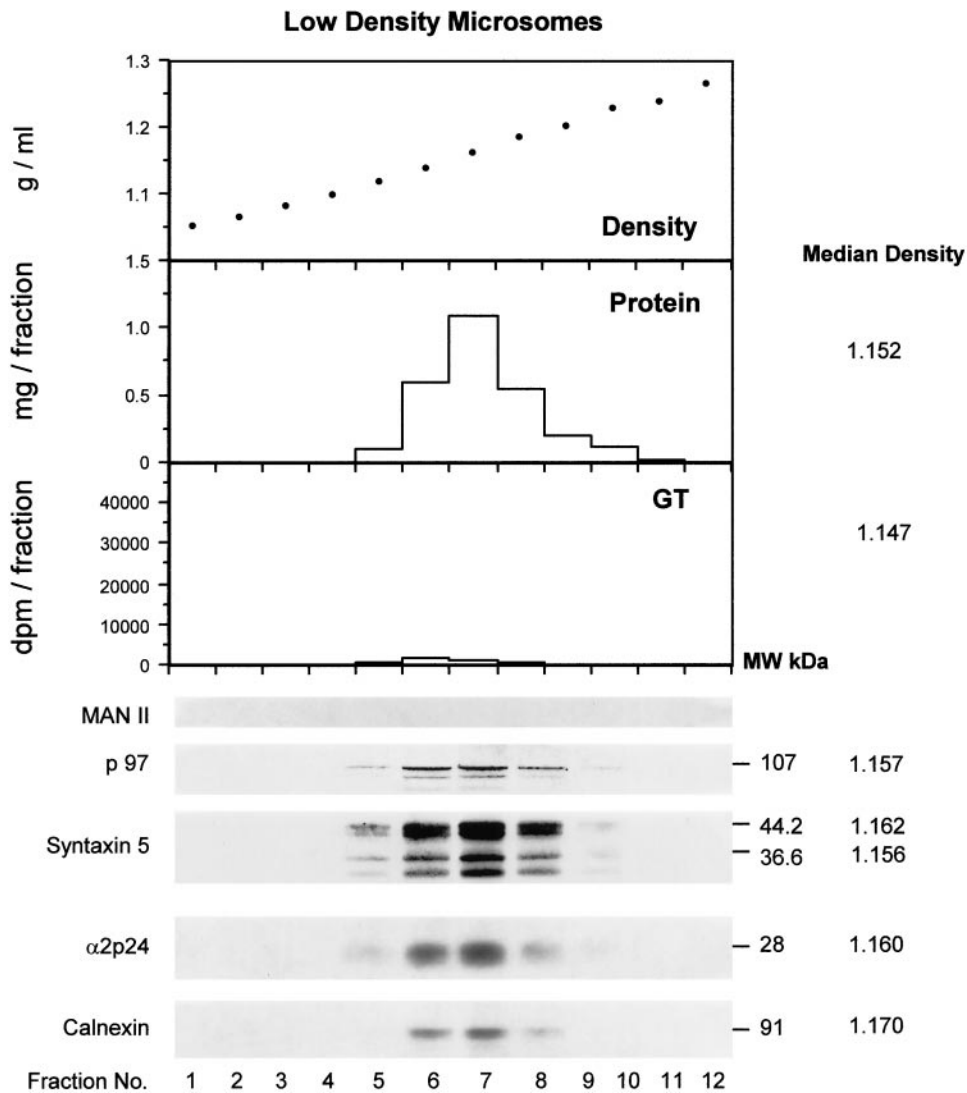 Low Density Microsomes
g / ml
1.3
1.2
1.1
Density
Median Density
mg / fraction
1.5
1.0
0.5
0
Protein
1.152
dpm / fraction
40000
30000
20000
10000
0
GT
1.147
MW kDa
MAN II
p 97
107
1.157
Syntaxin 5
44.2
1.162
36.6
1.156
α2p24
28
1.160
Calnexin
91
1.170
Fraction No. 1 2 3 4 5 6 7 8 9 10 11 12